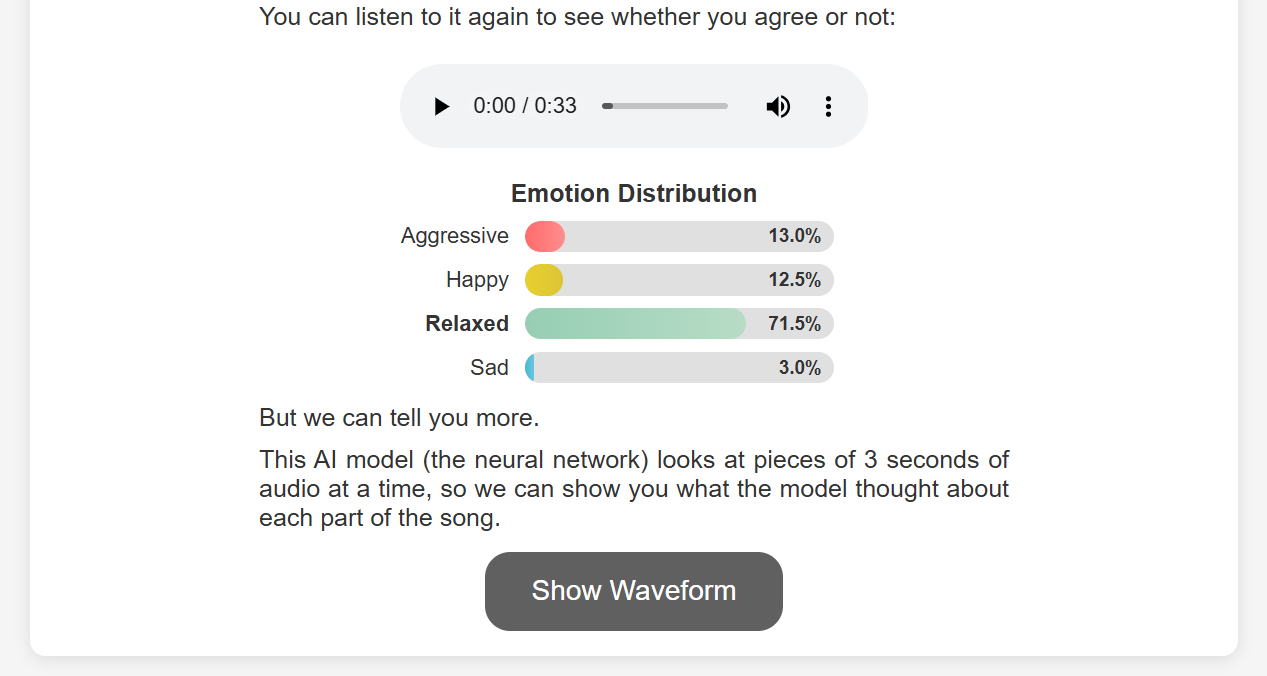 You can listen to it again to see whether you agree or not:
0:00 / 0:33
Emotion Distribution
Aggressive 13.0%
Happy 12.5%
Relaxed 71.5%
Sad 3.0%
But we can tell you more.
This AI model (the neural network) looks at pieces of 3 seconds of
audio at a time, so we can show you what the model thought about
each part of the song.
Show Waveform